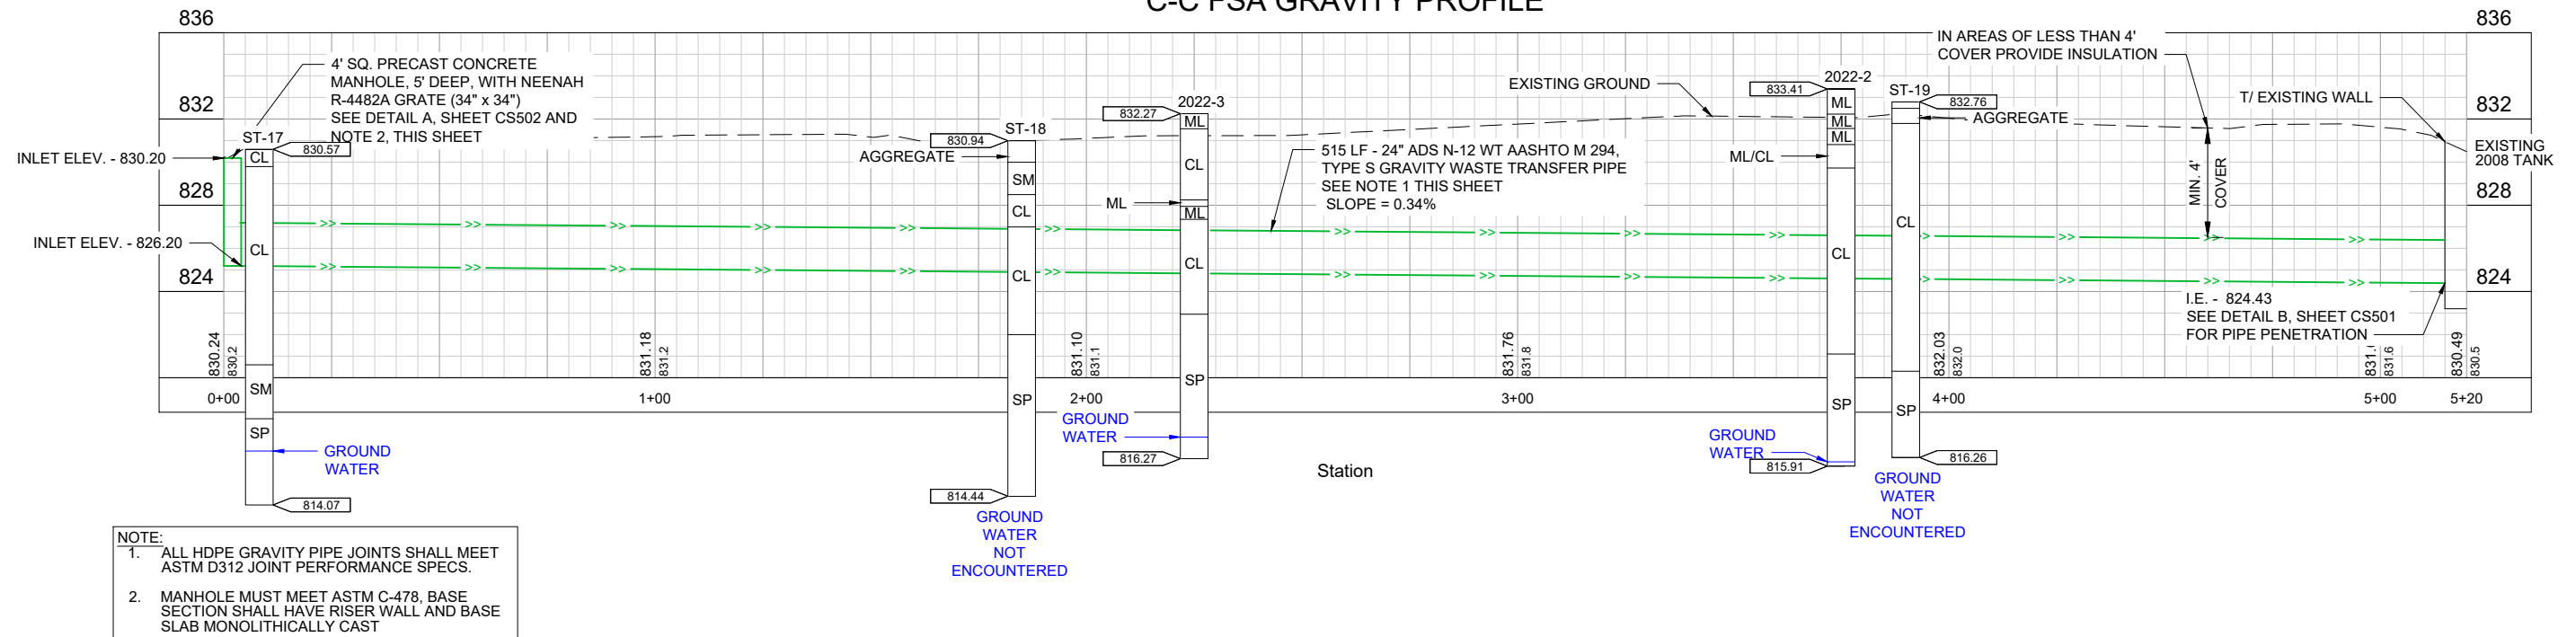 C-C FSA GRAVITY PROFILE
836
836
832
832
828
828
824
824
4' SQ. PRECAST CONCRETE
MANHOLE, 5' DEEP, WITH NEENAH
R-4482A GRATE (34" x 34")
SEE DETAIL A, SHEET CS502 AND
NOTE 2, THIS SHEET
INLET ELEV. - 830.20
INLET ELEV. - 826.20
ST-17
830.57
CL
CL
SM
SP
GROUND
WATER
814.07
ST-18
830.94
AGGREGATE
SM
CL
CL
SP
814.44
GROUND
WATER
NOT
ENCOUNTERED
2022-3
832.27
ML
CL
ML
ML
CL
SP
GROUND
WATER
816.27
515 LF - 24" ADS N-12 WT AASHTO M 294,
TYPE S GRAVITY WASTE TRANSFER PIPE
SEE NOTE 1 THIS SHEET
SLOPE = 0.34%
EXISTING GROUND
2022-2
833.41
ML
ML
ML
ML/CL
CL
SP
GROUND
WATER
815.91
ST-19
832.76
AGGREGATE
CL
SP
816.26
GROUND
WATER
NOT
ENCOUNTERED
IN AREAS OF LESS THAN 4'
COVER PROVIDE INSULATION
MIN. 4'
COVER
T/ EXISTING WALL
EXISTING
2008 TANK
I.E. - 824.43
SEE DETAIL B, SHEET CS501
FOR PIPE PENETRATION
830.24
830.2
831.18
831.2
831.10
831.1
831.76
831.8
832.03
832.0
831.6
830.49
830.5
0+00
1+00
2+00
3+00
4+00
5+00
5+20
Station
NOTE:
1. ALL HDPE GRAVITY PIPE JOINTS SHALL MEET
ASTM D312 JOINT PERFORMANCE SPECS.
2. MANHOLE MUST MEET ASTM C-478, BASE
SECTION SHALL HAVE RISER WALL AND BASE
SLAB MONOLITHICALLY CAST